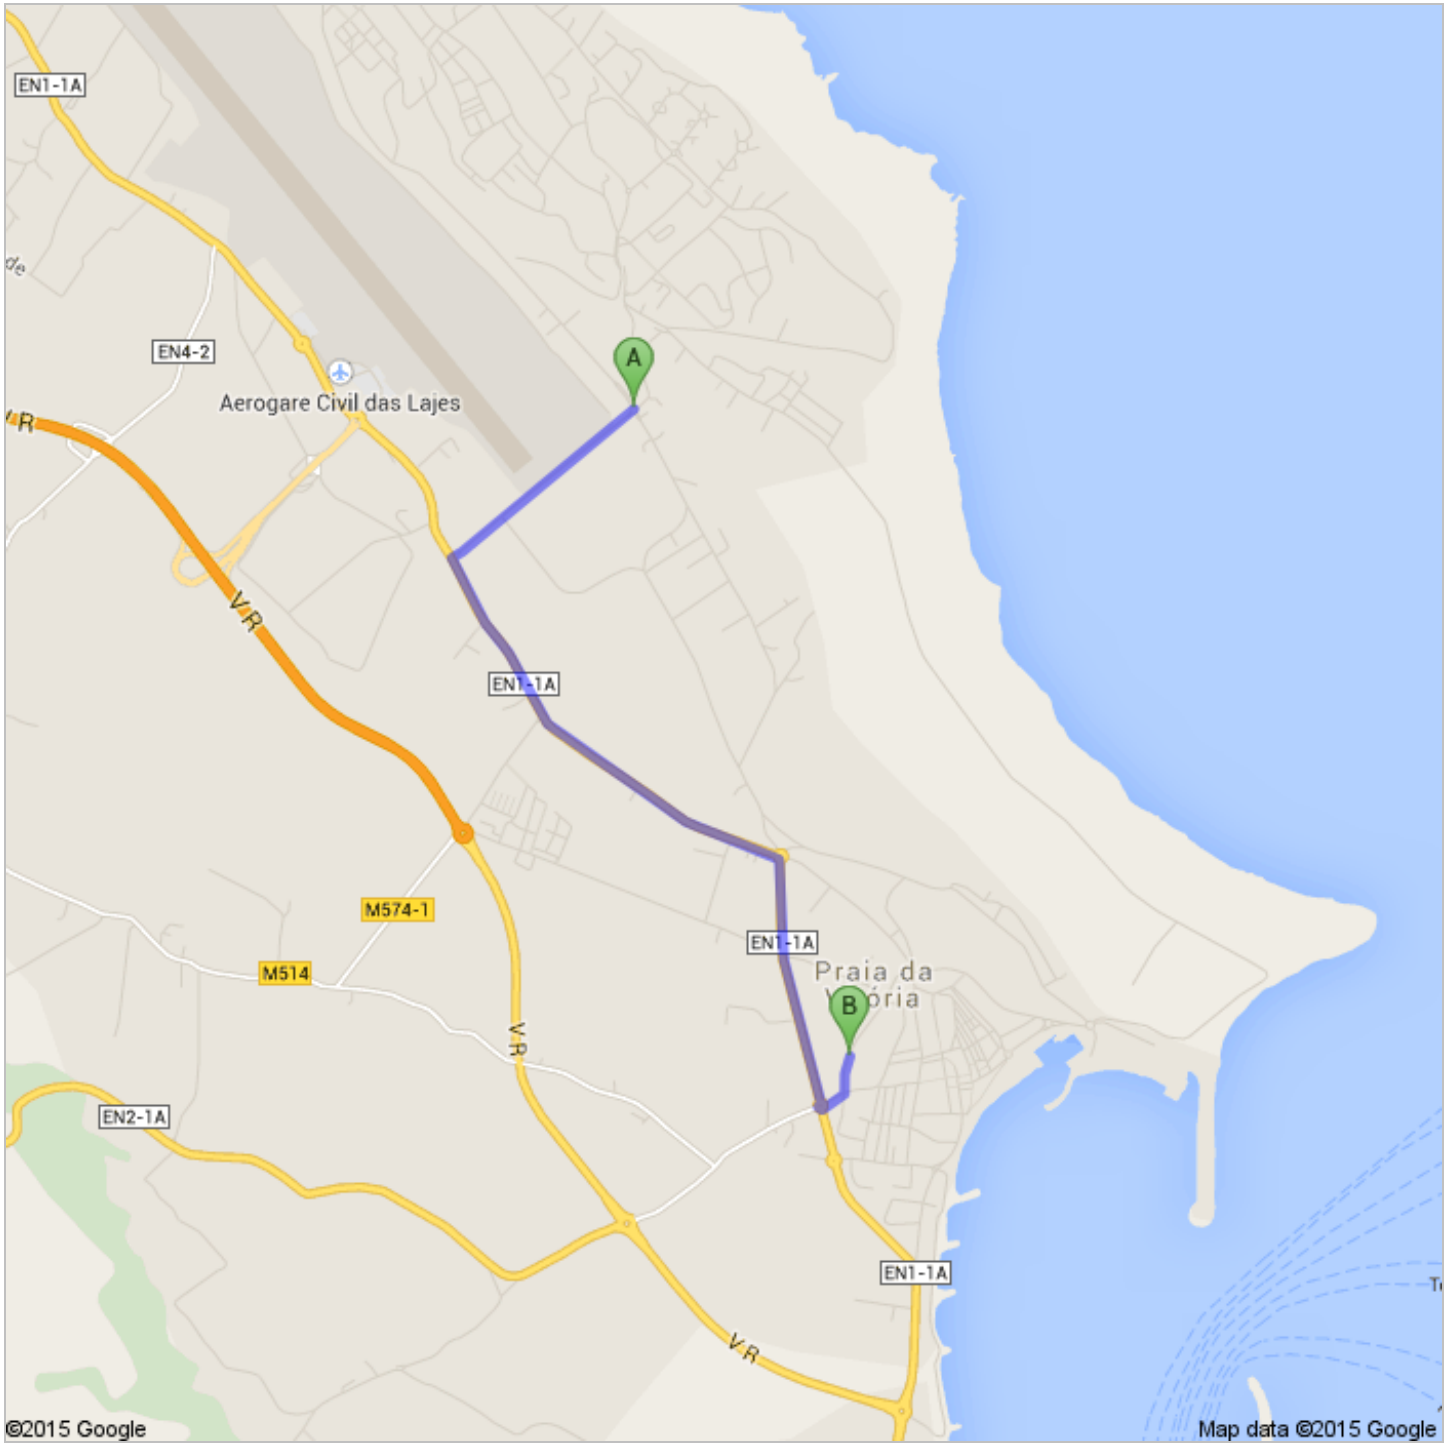 EN1-1A
de
EN4-2
A
Aerogare Civil das Lajes
V R
V R
EN1-1A
M574-1
EN1-1A
Praia da
M514
B
V R
EN2-1A
EN1-1A
V R
©2015 Google
Map data ©2015 Google